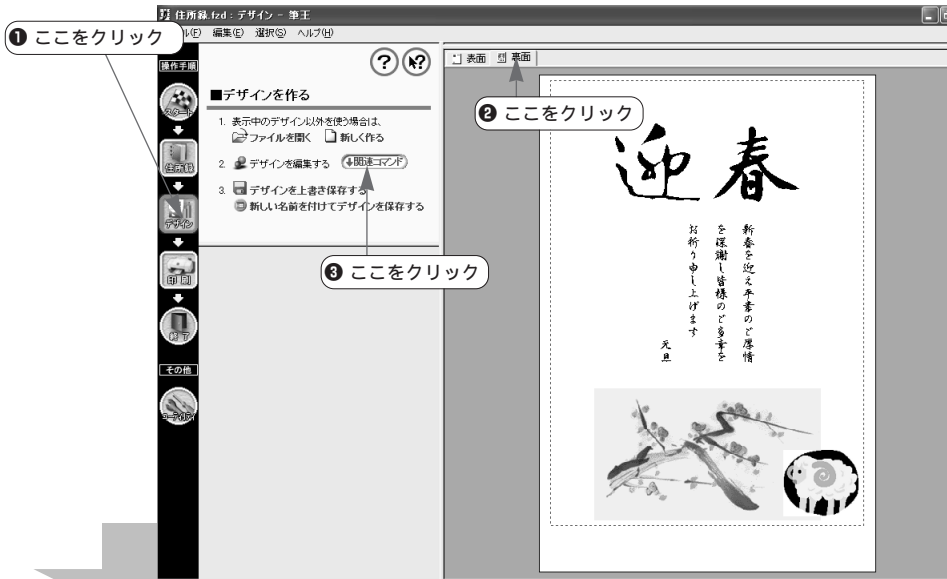 住所録.fzd : デザイン - 筆王
❶ ここをクリック
ル(F) 編集(E) 選択(S) ヘルプ(H)
操作手順
スタート
住所録
デザイン
印刷
終了
その他
ユーティリティ
■デザインを作る
1. 表示中のデザイン以外を使う場合は、
ファイルを開く 新しく作る
2. デザインを編集する ↓関連コマンド
3. デザインを上書き保存する
新しい名前を付けてデザインを保存する
❸ ここをクリック
表面 裏面
❷ ここをクリック
迎春
新春を迎え平素のご厚情
を深謝し皆様のご多幸を
お祈り申し上げます
元旦